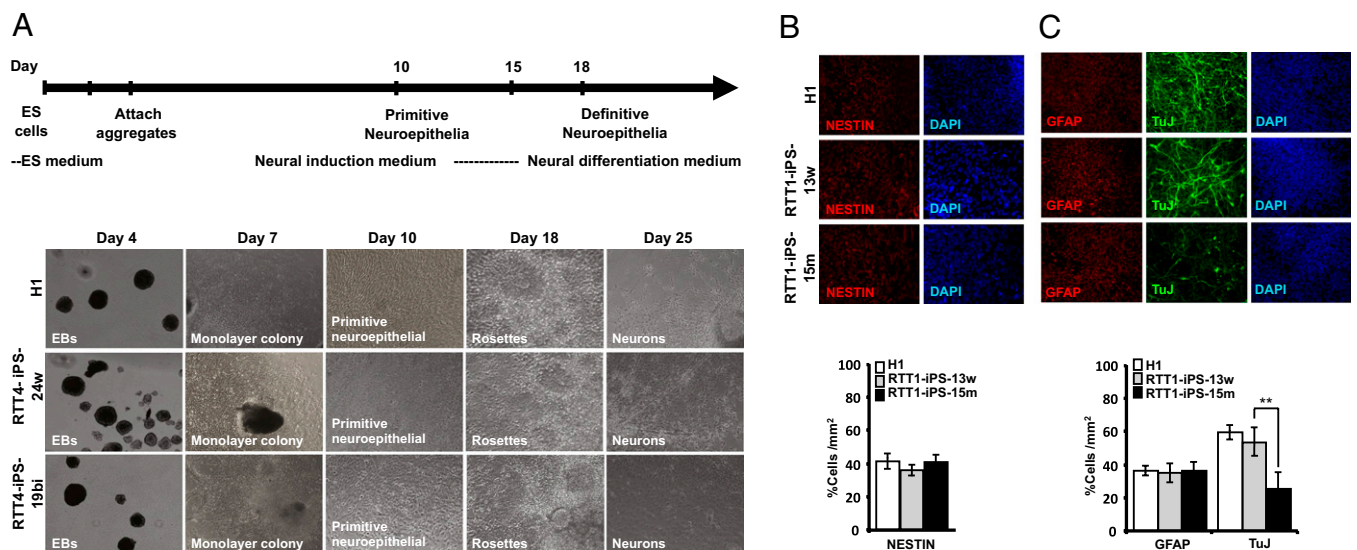 A
Day
10
15
18
ES
cells
Attach
aggregates
Primitive
Neuroepithelia
Definitive
Neuroepithelia
--ES medium
Neural induction medium
-------------
Neural differentiation medium
Day 4
Day 7
Day 10
Day 18
Day 25
H1
EBs
Monolayer colony
Primitive
neuroepithelial
Rosettes
Neurons
RTT4- iPS-
24w
EBs
Monolayer colony
Primitive
neuroepithelial
Rosettes
Neurons
RTT4-iPS-
19bi
EBs
Monolayer colony
Primitive
neuroepithelial
Rosettes
Neurons
B
H1
NESTIN
DAPI
RTT1-iPS-
13w
NESTIN
DAPI
RTT1-iPS-
15m
NESTIN
DAPI
%Cells /mm²
100
80
60
40
20
0
H1
RTT1-iPS-13w
RTT1-iPS-15m
NESTIN
C
GFAP
TuJ
DAPI
GFAP
TuJ
DAPI
GFAP
TuJ
DAPI
%Cells /mm²
100
80
60
40
20
0
H1
RTT1-iPS-13w
RTT1-iPS-15m
**
GFAP
TuJ